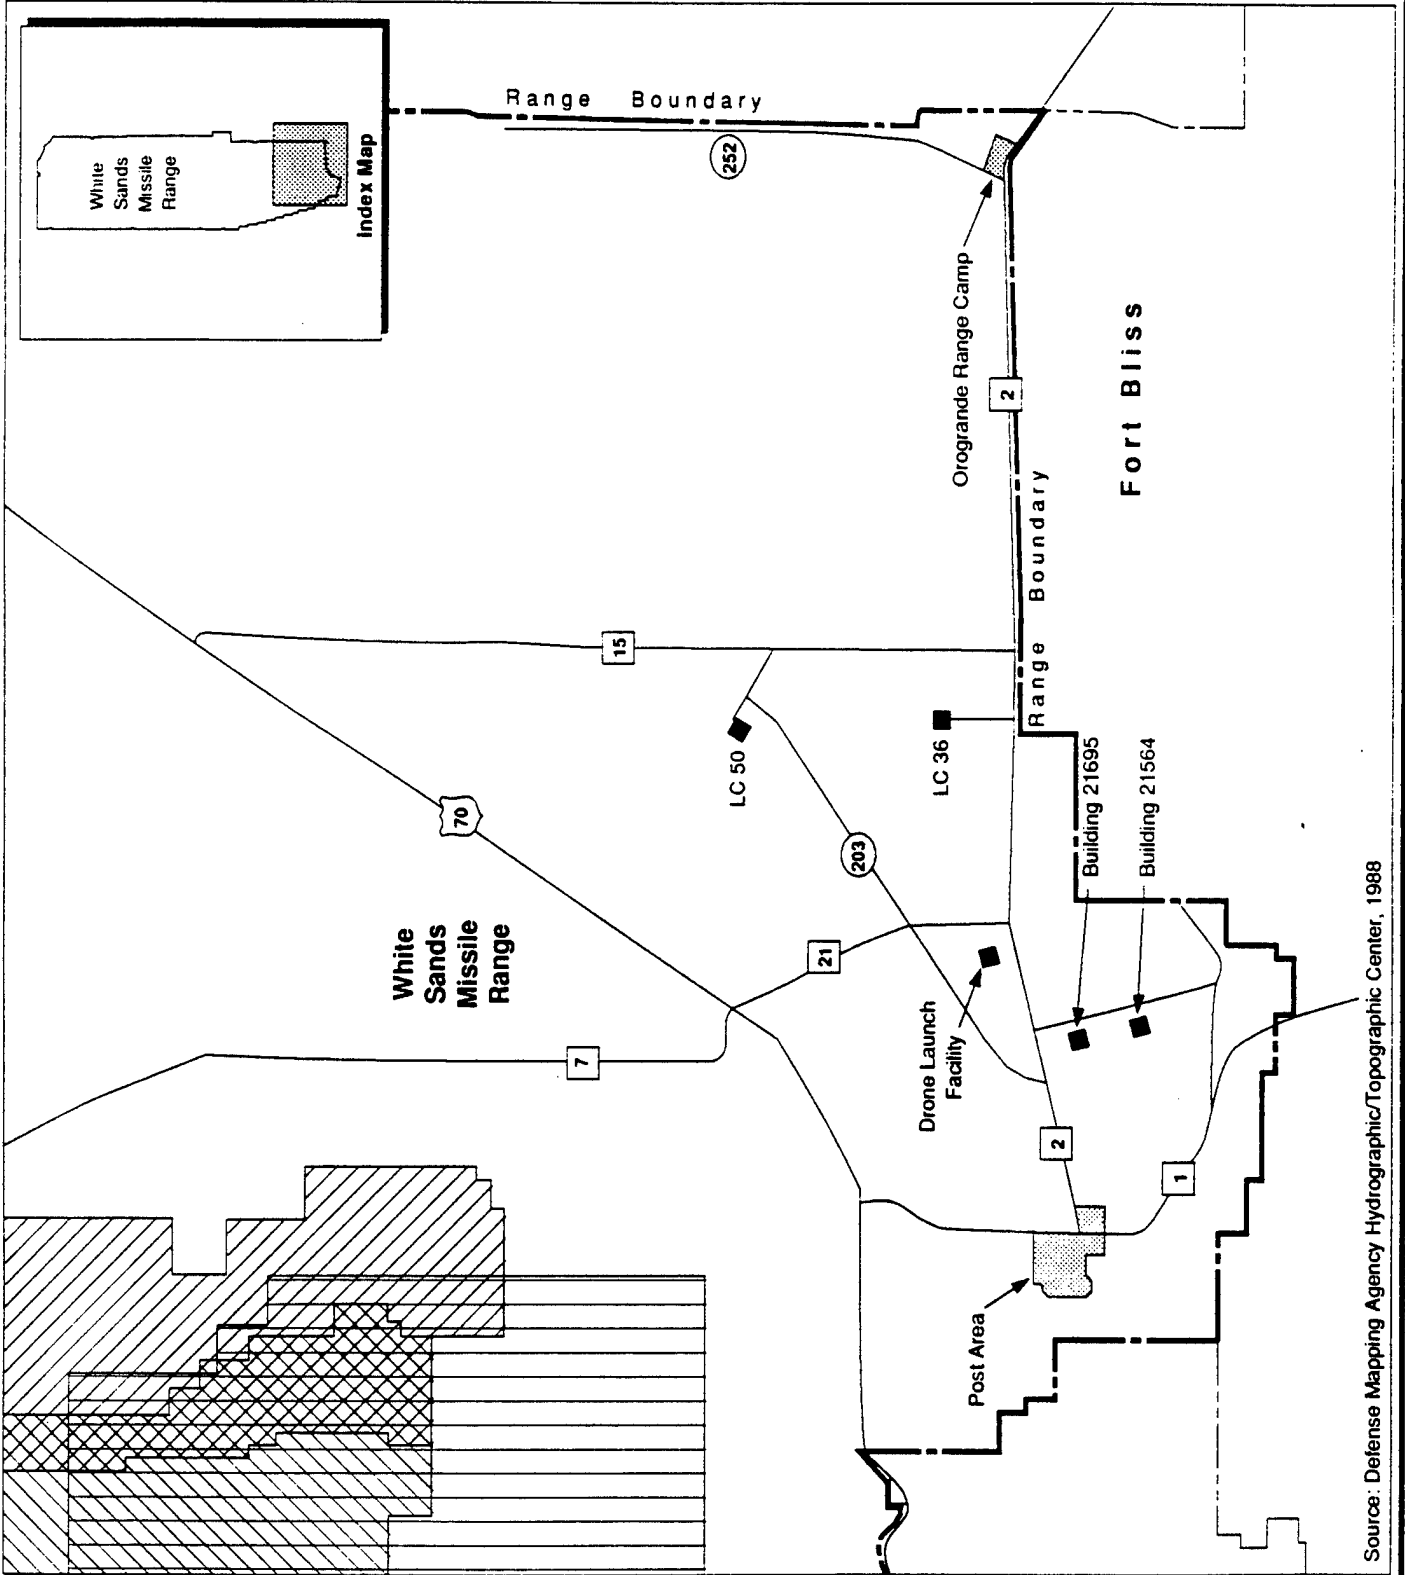 White
Sands
Missile
Range
Index Map
Range Boundary
252
Orogrande Range Camp
2
Fort Bliss
Range Boundary
15
LC 50
LC 36
70
203
Building 21695
Building 21564
White
Sands
Missile
Range
21
7
Drone Launch
Facility
2
1
Post Area
Source: Defense Mapping Agency Hydrographic/Topographic Center, 1988